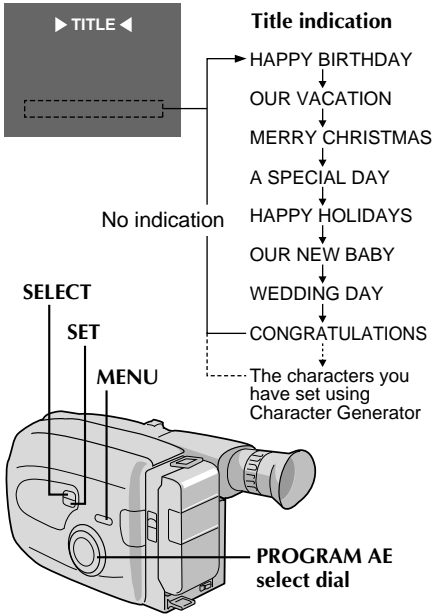 ▶ TITLE ◀
Title indication
HAPPY BIRTHDAY
OUR VACATION
MERRY CHRISTMAS
A SPECIAL DAY
HAPPY HOLIDAYS
OUR NEW BABY
WEDDING DAY
CONGRATULATIONS
The characters you
have set using
Character Generator
No indication
SELECT
SET
MENU
PROGRAM AE
select dial